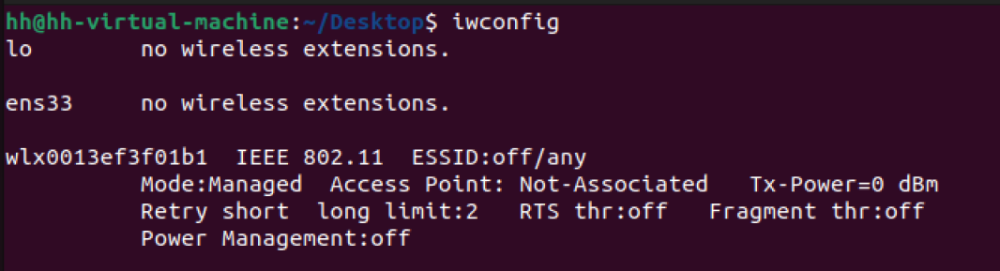 hh@hh-virtual-machine:~/Desktop$ iwconfig
lo        no wireless extensions.
ens33     no wireless extensions.
wlx0013ef3f01b1  IEEE 802.11  ESSID:off/any
          Mode:Managed  Access Point: Not-Associated   Tx-Power=0 dBm
          Retry short  long limit:2   RTS thr:off   Fragment thr:off
          Power Management:off